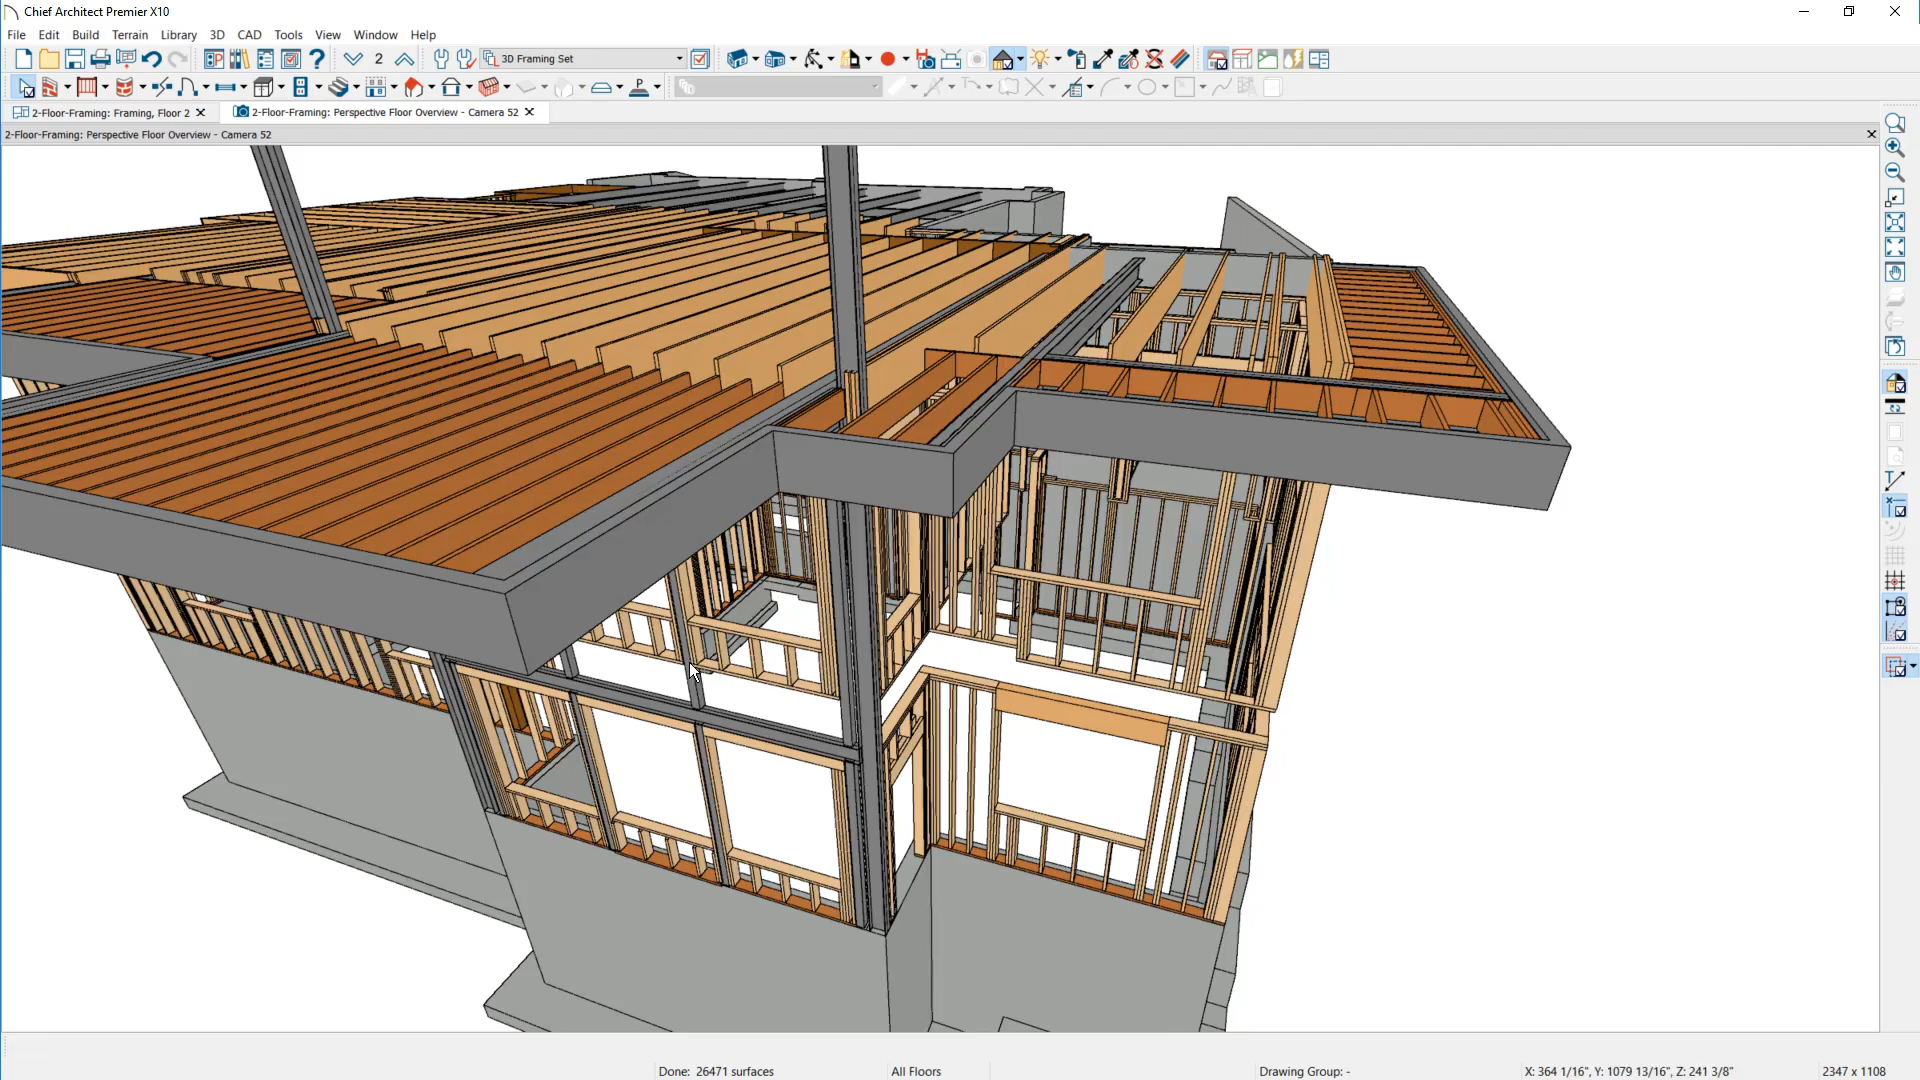 Chief Architect Premier X10
File Edit Build Terrain Library 3D CAD Tools View Window Help
2 3D Framing Set
2-Floor-Framing: Framing, Floor 2 2-Floor-Framing: Perspective Floor Overview - Camera 52
2-Floor-Framing: Perspective Floor Overview - Camera 52
Done: 26471 surfaces All Floors Drawing Group: - X: 364 1/16", Y: 1079 13/16", Z: 241 3/8" 2347 x 1108